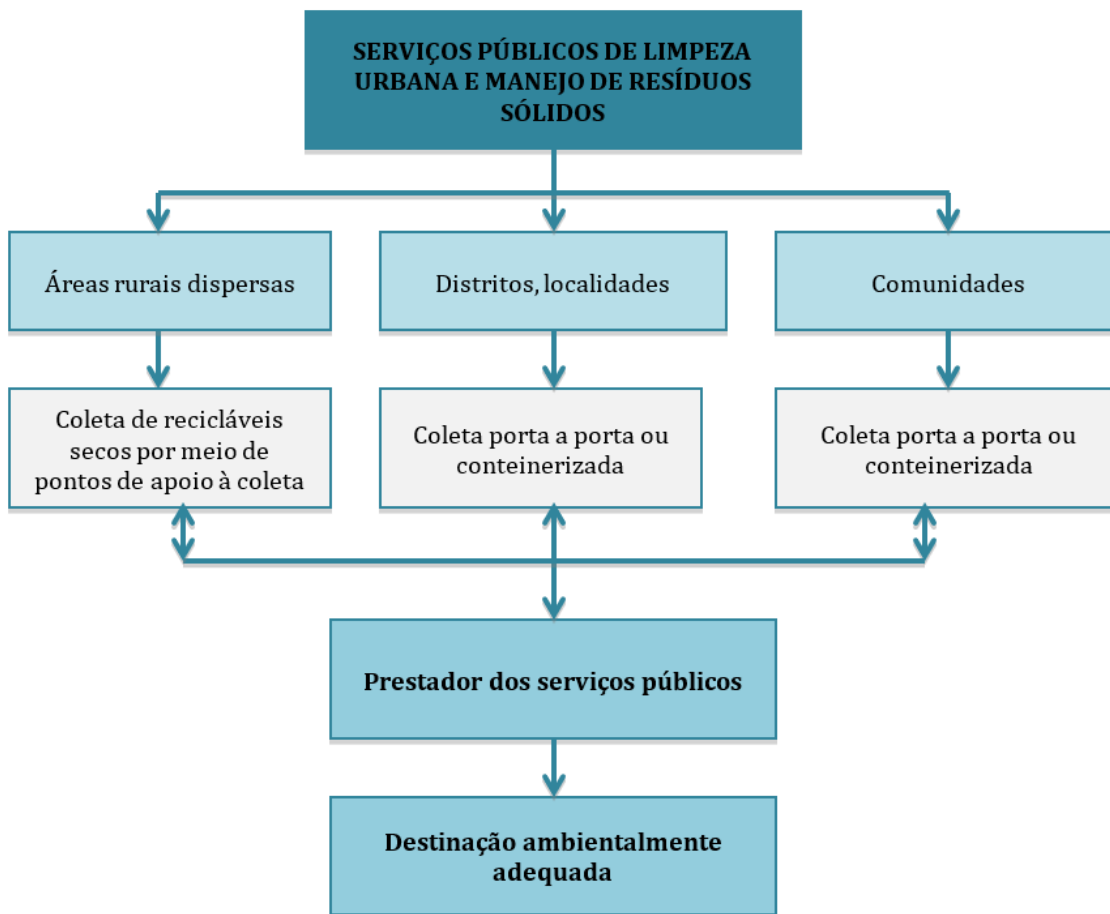 SERVIÇOS PÚBLICOS DE LIMPEZA
URBANA E MANEJO DE RESÍDUOS
SÓLIDOS
Áreas rurais dispersas
Distritos, localidades
Comunidades
Coleta de recicláveis
secos por meio de
pontos de apoio à coleta
Coleta porta a porta ou
conteinerizada
Coleta porta a porta ou
conteinerizada
Prestador dos serviços públicos
Destinação ambientalmente
adequada